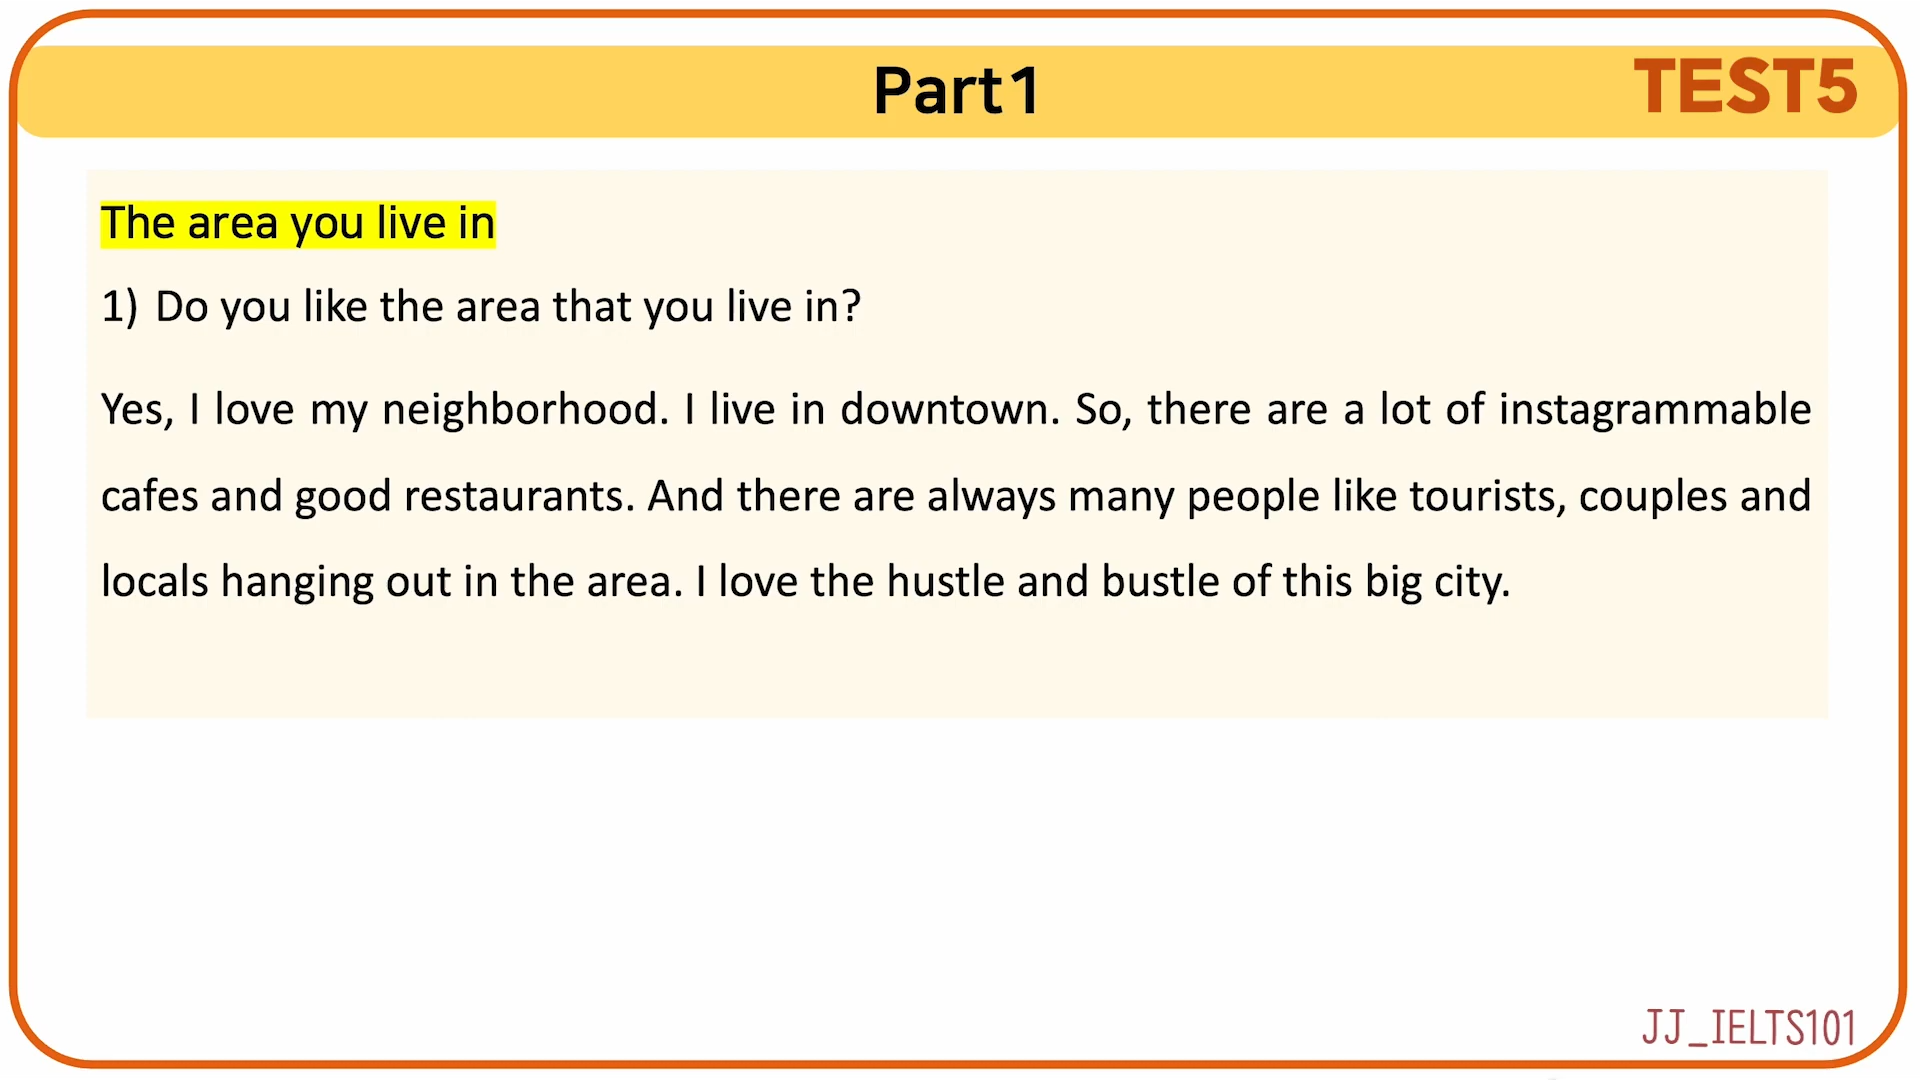 Part1
TEST5
The area you live in
1) Do you like the area that you live in?
Yes, I love my neighborhood. I live in downtown. So, there are a lot of instagrammable
cafes and good restaurants. And there are always many people like tourists, couples and
locals hanging out in the area. I love the hustle and bustle of this big city.
JJ_IELTS101